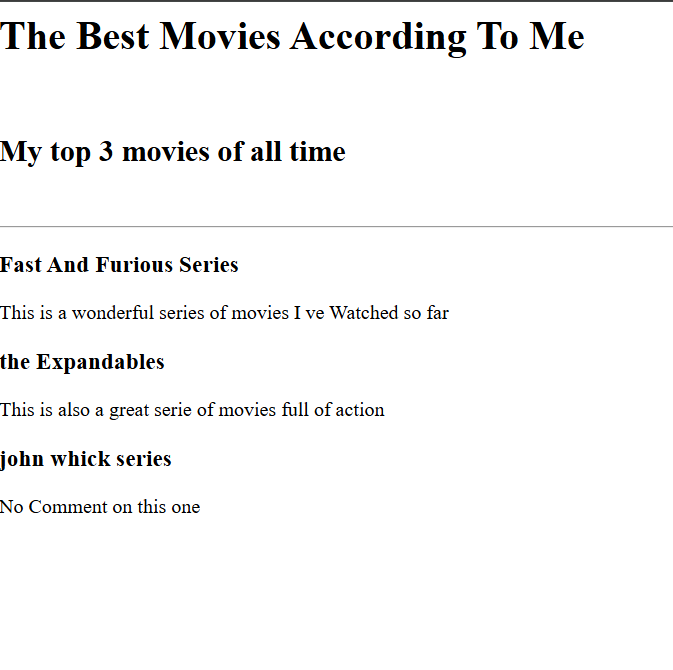 The Best Movies According To Me
My top 3 movies of all time
Fast And Furious Series
This is a wonderful series of movies I ve Watched so far
the Expandables
This is also a great serie of movies full of action
john whick series
No Comment on this one